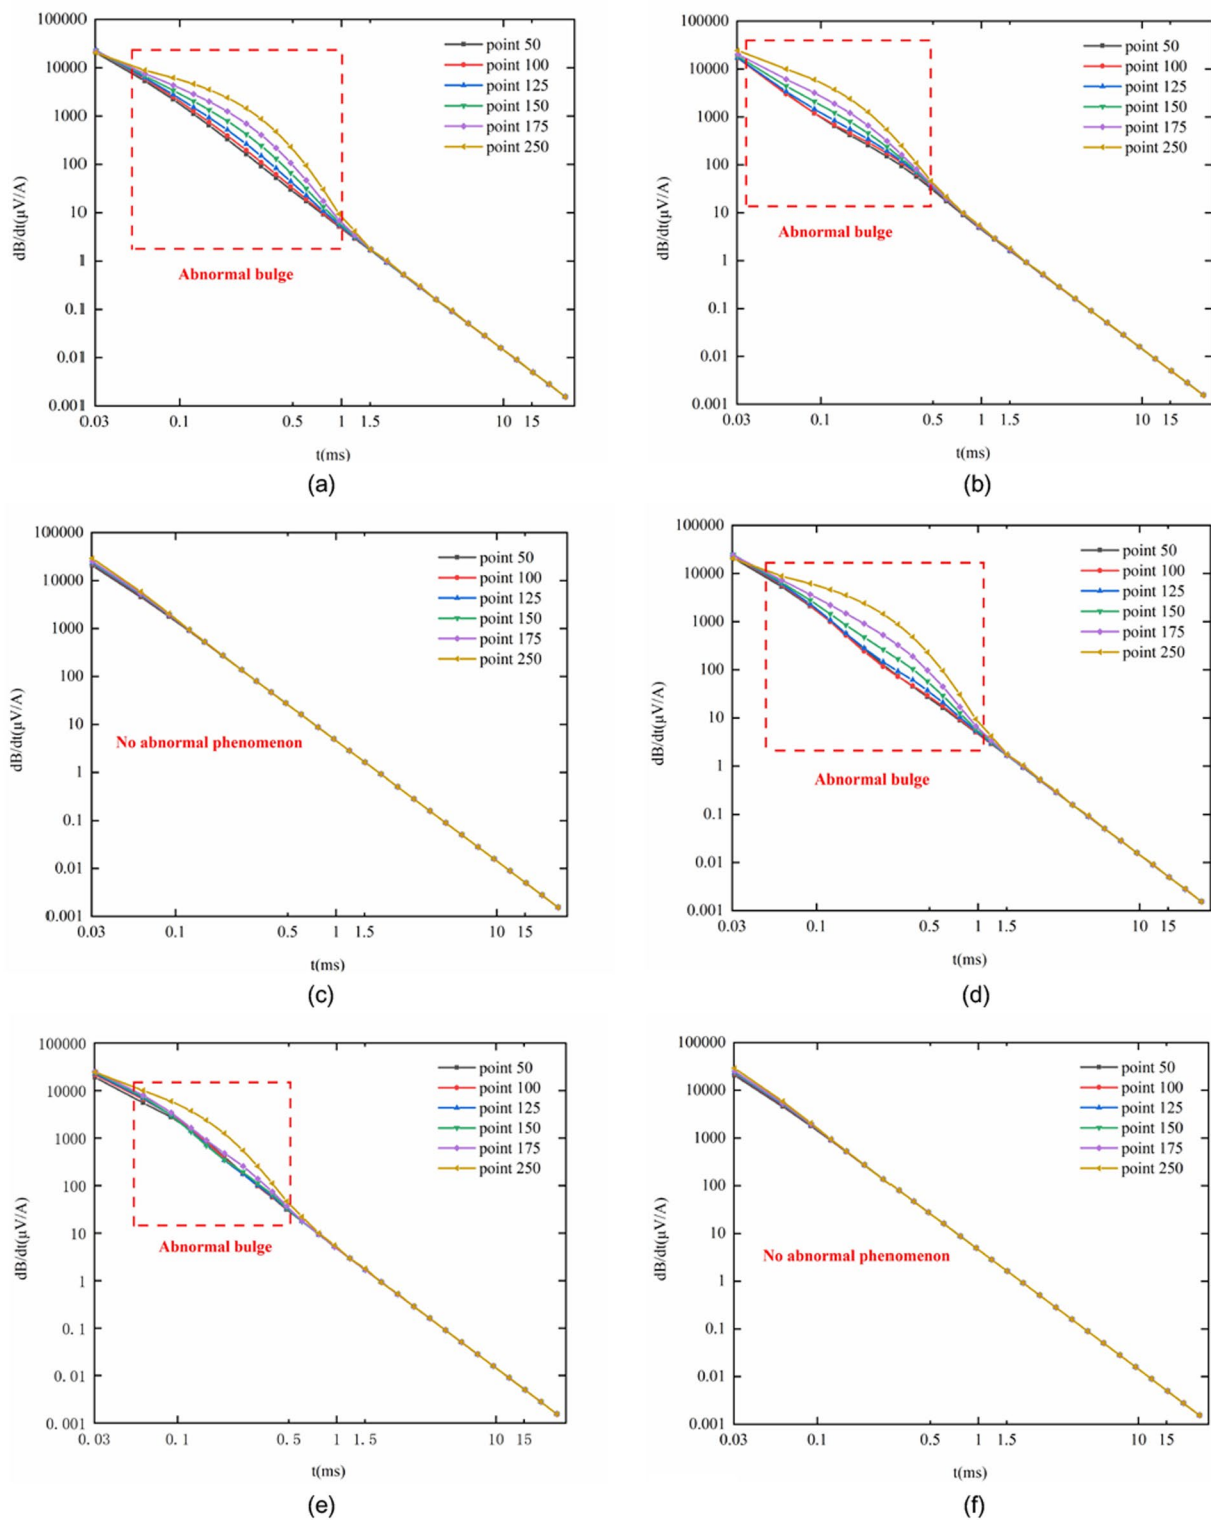 100000
10000
1000
100
10
1
0.1
0.01
0.001
dB/dt(μV/A)
point 50
point 100
point 125
point 150
point 175
point 250
Abnormal bulge
0.03 0.1 0.5 1 1.5 10 15
t(ms)
(a)
100000
10000
1000
100
10
1
0.1
0.01
0.001
dB/dt(μV/A)
point 50
point 100
point 125
point 150
point 175
point 250
Abnormal bulge
0.03 0.1 0.5 1 1.5 10 15
t(ms)
(b)
100000
10000
1000
100
10
1
0.1
0.01
0.001
dB/dt(μV/A)
point 50
point 100
point 125
point 150
point 175
point 250
No abnormal phenomenon
0.03 0.1 0.5 1 1.5 10 15
t(ms)
(c)
100000
10000
1000
100
10
1
0.1
0.01
0.001
dB/dt(μV/A)
point 50
point 100
point 125
point 150
point 175
point 250
Abnormal bulge
0.03 0.1 0.5 1 1.5 10 15
t(ms)
(d)
100000
10000
1000
100
10
1
0.1
0.01
0.001
dB/dt(μV/A)
point 50
point 100
point 125
point 150
point 175
point 250
Abnormal bulge
0.03 0.1 0.5 1 1.5 10 15
t(ms)
(e)
100000
10000
1000
100
10
1
0.1
0.01
0.001
dB/dt(μV/A)
point 50
point 100
point 125
point 150
point 175
point 250
No abnormal phenomenon
0.03 0.1 0.5 1 1.5 10 15
t(ms)
(f)